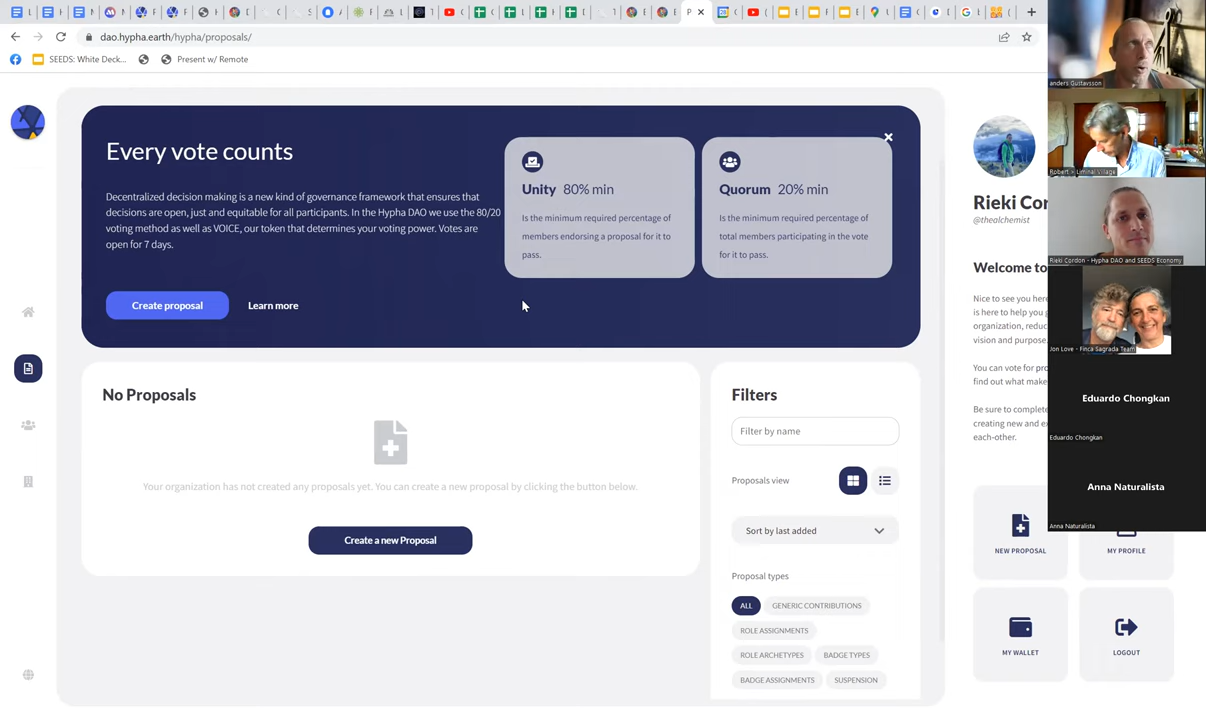 dao.hypha.earth/hypha/proposals/
SEEDS: White Deck...
Present w/ Remote
Every vote counts
Decentralized decision making is a new kind of governance framework that ensures that
decisions are open, just and equitable for all participants. In the Hypha DAO we use the 80/20
voting method as well as VOICE, our token that determines your voting power. Votes are
open for 7 days.
Create proposal
Learn more
Unity 80% min
Is the minimum required percentage of
members endorsing a proposal for it to
pass.
Quorum 20% min
Is the minimum required percentage of
total members participating in the vote
for it to pass.
No Proposals
Your organization has not created any proposals yet. You can create a new proposal by clicking the button below.
Create a new Proposal
Filters
Filter by name
Proposals view
Sort by last added
Proposal types
ALL
GENERIC CONTRIBUTIONS
ROLE ASSIGNMENTS
ROLE ARCHETYPES
BADGE TYPES
BADGE ASSIGNMENTS
SUSPENSION
Rieki Cor
@thealchemist
Welcome to
Nice to see you here
is here to help you g
organization, reduc
vision and purpose.
You can vote for pro
find out what make
Be sure to complete
creating new and ex
each-other.
NEW PROPOSAL
MY PROFILE
MY WALLET
LOGOUT
anders Gustavsson
Robert > Liminal Village
Rieki Cordon - Hypha DAO and SEEDS Economy
Jon Love - Finca Sagrada Team
Eduardo Chongkan
Eduardo Chongkan
Anna Naturalista
Anna Naturalista